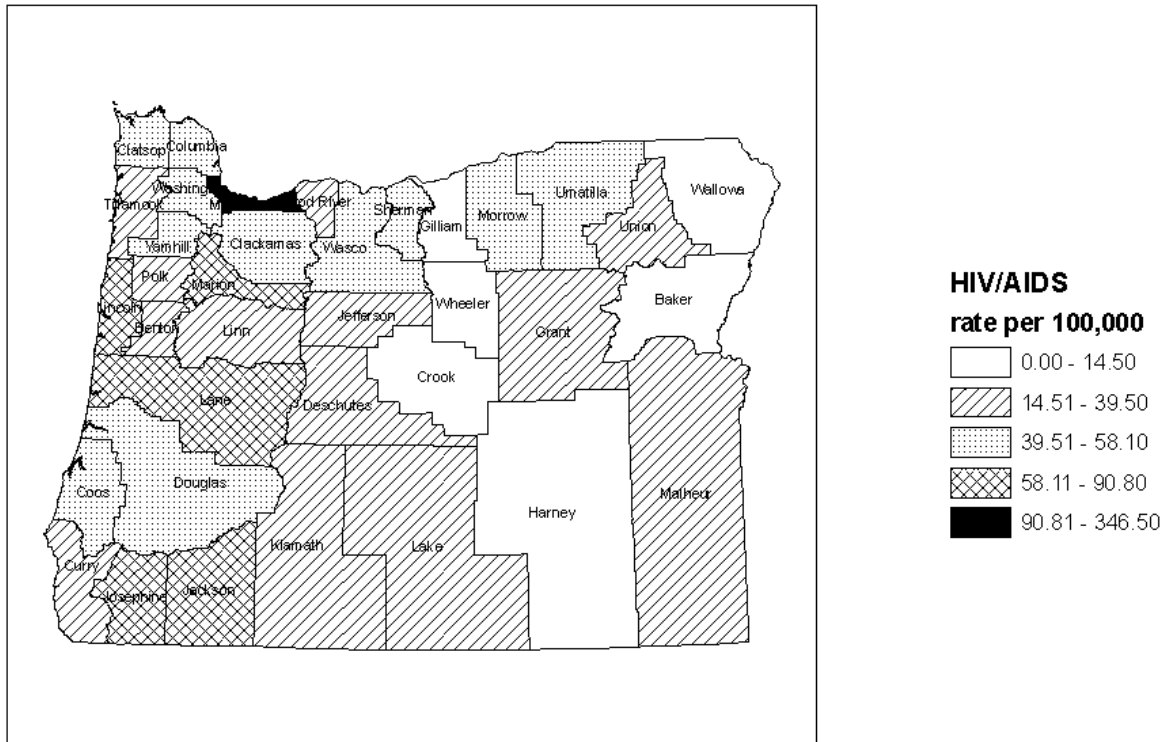 Clatsop
Columbia
Washing
Tillamook
M
od River
Sherman
Gilliam
Morrow
Umatilla
Wallowa
Union
Yamhill
Clackamas
Wasco
Polk
Marion
Lincoln
Benton
Linn
Jefferson
Wheeler
Grant
Baker
Crook
Lane
Deschutes
Coos
Douglas
Harney
Malheur
Curry
Josephine
Jackson
Klamath
Lake
HIV/AIDS
rate per 100,000
0.00 - 14.50
14.51 - 39.50
39.51 - 58.10
58.11 - 90.80
90.81 - 346.50